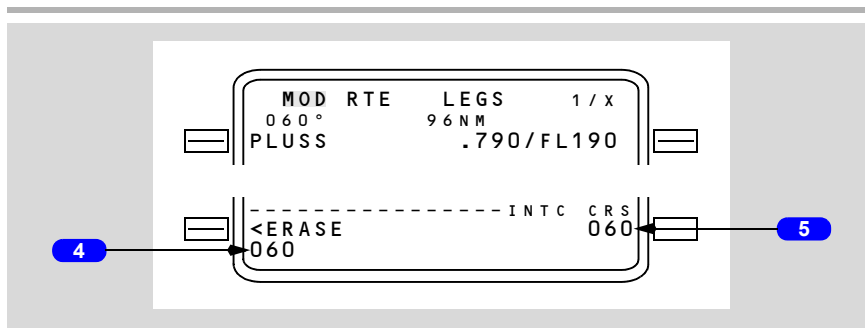 MOD RTE LEGS 1/X
060° 96NM
PLUSS .790/FL190
----------------INTC CRS
<ERASE 060
060
4
5